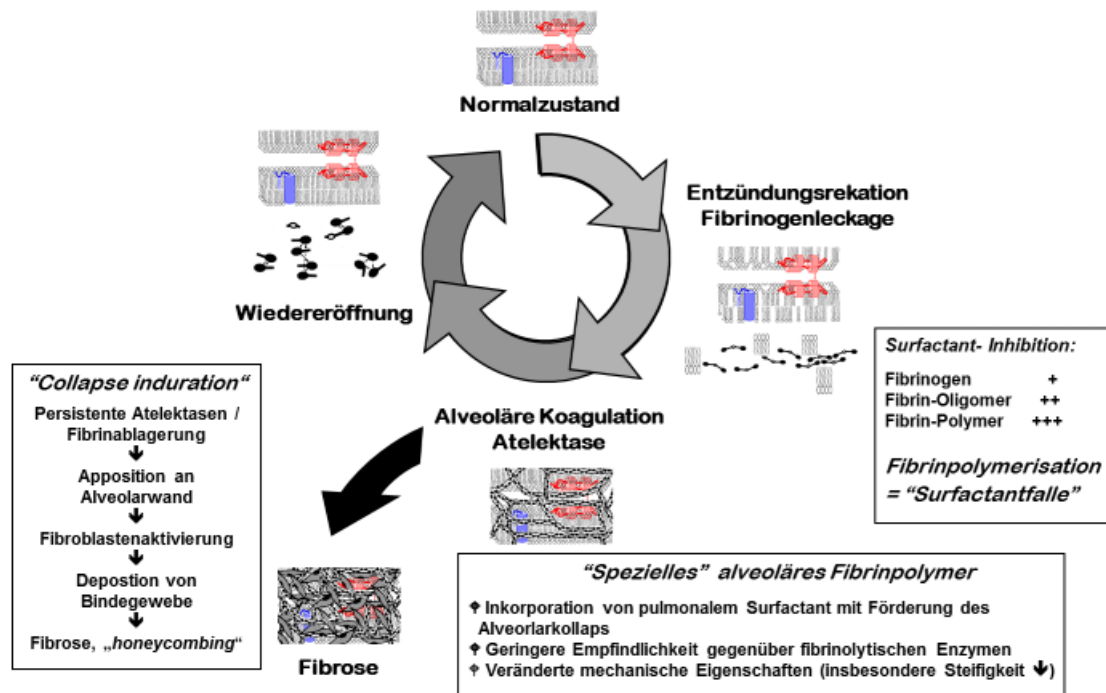 Normalzustand
Entzündungsrekation
Fibrinogenleckage
Wiedereröffnung
Surfactant- Inhibition:
Fibrinogen +
Fibrin-Oligomer ++
Fibrin-Polymer +++
Fibrinpolymerisation
= "Surfactantfalle"
"Collapse induration"
Persistente Atelektasen /
Fibrinablagerung
Apposition an
Alveolarwand
Fibroblastenaktivierung
Depostion von
Bindegewebe
Fibrose, „honeycombing“
Alveoläre Koagulation
Atelektase
Fibrose
"Spezielles" alveoläres Fibrinpolymer
Inkorporation von pulmonalem Surfactant mit Förderung des
Alveorlarkollaps
Geringere Empfindlichkeit gegenüber fibrinolytischen Enzymen
Veränderte mechanische Eigenschaften (insbesondere Steifigkeit 🡻)